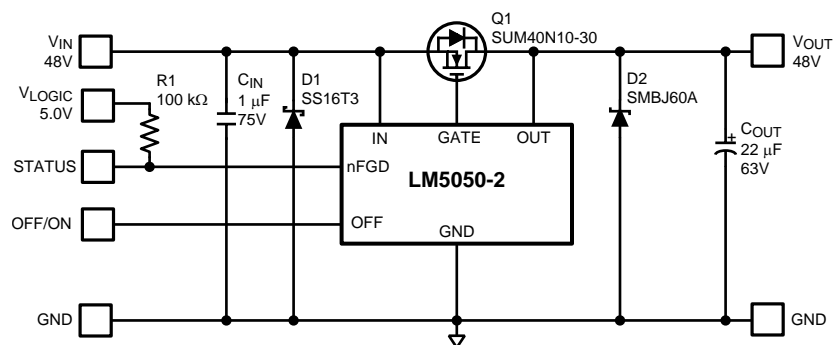 Q1
SUM40N10-30
VIN
48V
VOUT
48V
R1
100 kΩ
CIN
1 μF
75V
D1
SS16T3
D2
SMBJ60A
VLOGIC
5.0V
IN
GATE
OUT
COUT
+
22 μF
63V
STATUS
nFGD
LM5050-2
OFF/ON
OFF
GND
GND
GND